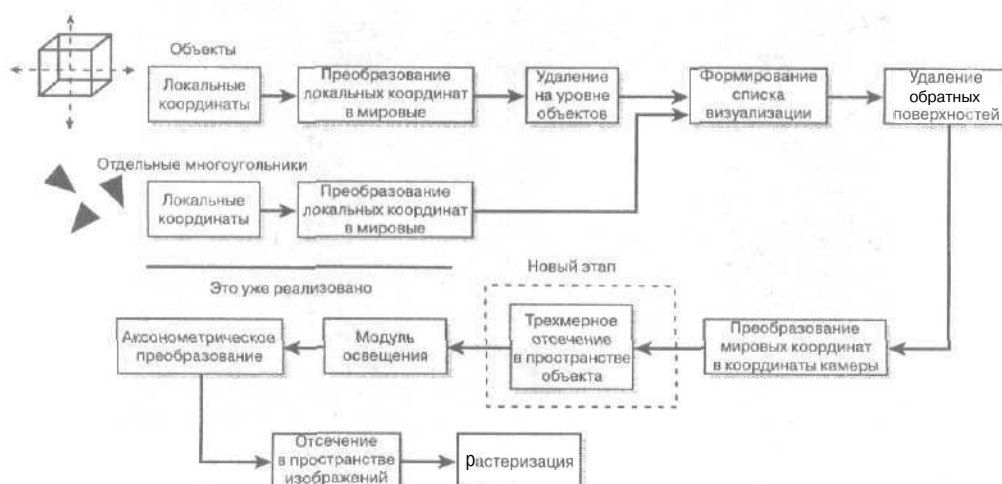 Объекты
Локальные
координаты
Преобразование
локальных координат
в мировые
Удаление
на уровне
объектов
Формирование
списка
визуализации
Удаление
обратных
поверхностей
Отдельные многоугольники
Локальные
координаты
Преобразование
локальных координат
в мировые
Это уже реализовано
Новый этап
Аксонометрическое
преобразование
Модуль
освещения
Трехмерное
отсечение
в пространстве
объекта
Преобразование
мировых координат
в координаты камеры
Отсечение
в пространстве
изображений
растеризация